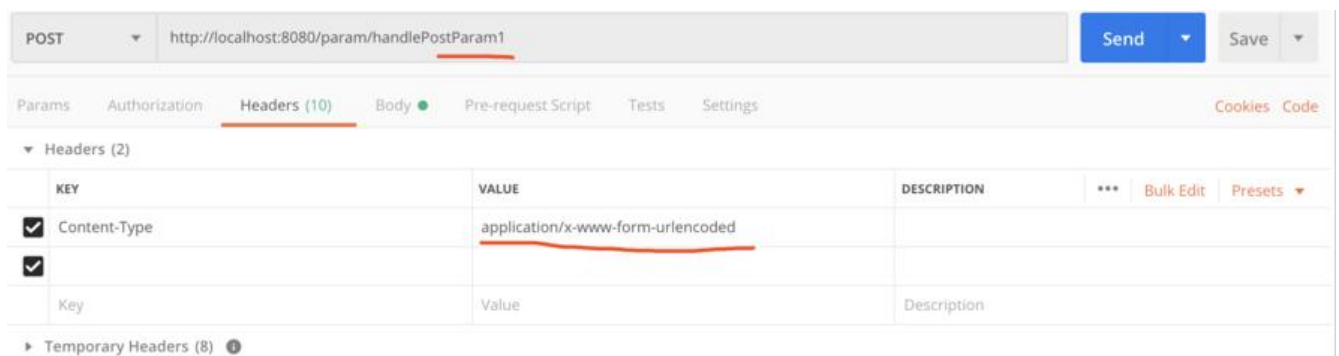 POST http://localhost:8080/param/handlePostParam1 Send Save
Params Authorization Headers (10) Body Pre-request Script Tests Settings Cookies Code
Headers (2)
KEY VALUE DESCRIPTION ••• Bulk Edit Presets
Content-Type application/x-www-form-urlencoded
Key Value Description
Temporary Headers (8)